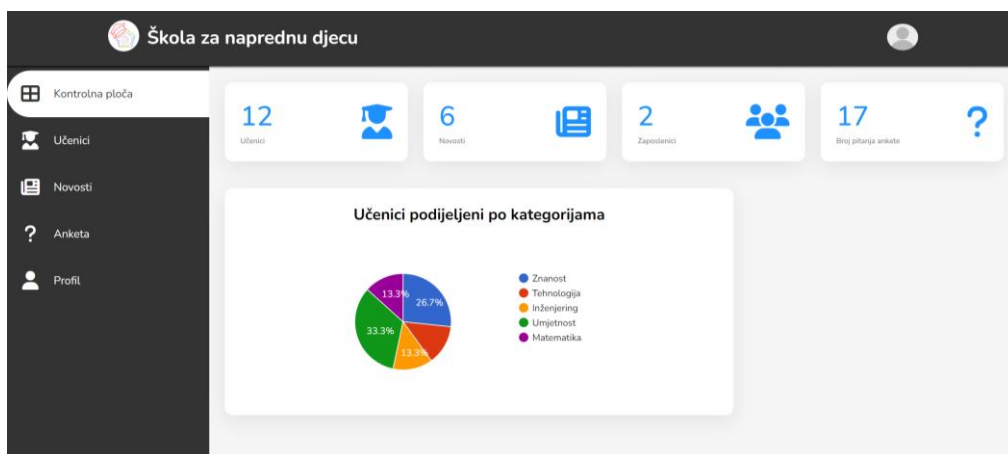 Škola za naprednu djecu
Kontrolna ploča
Učenici
Novosti
Anketa
Profil
12
Učenici
6
Novosti
2
Zaposlenici
17
Broj pitanja ankete
Učenici podijeljeni po kategorijama
13.3%
26.7%
33.3%
13.3%
Znanost
Tehnologija
Inženjering
Umjetnost
Matematika